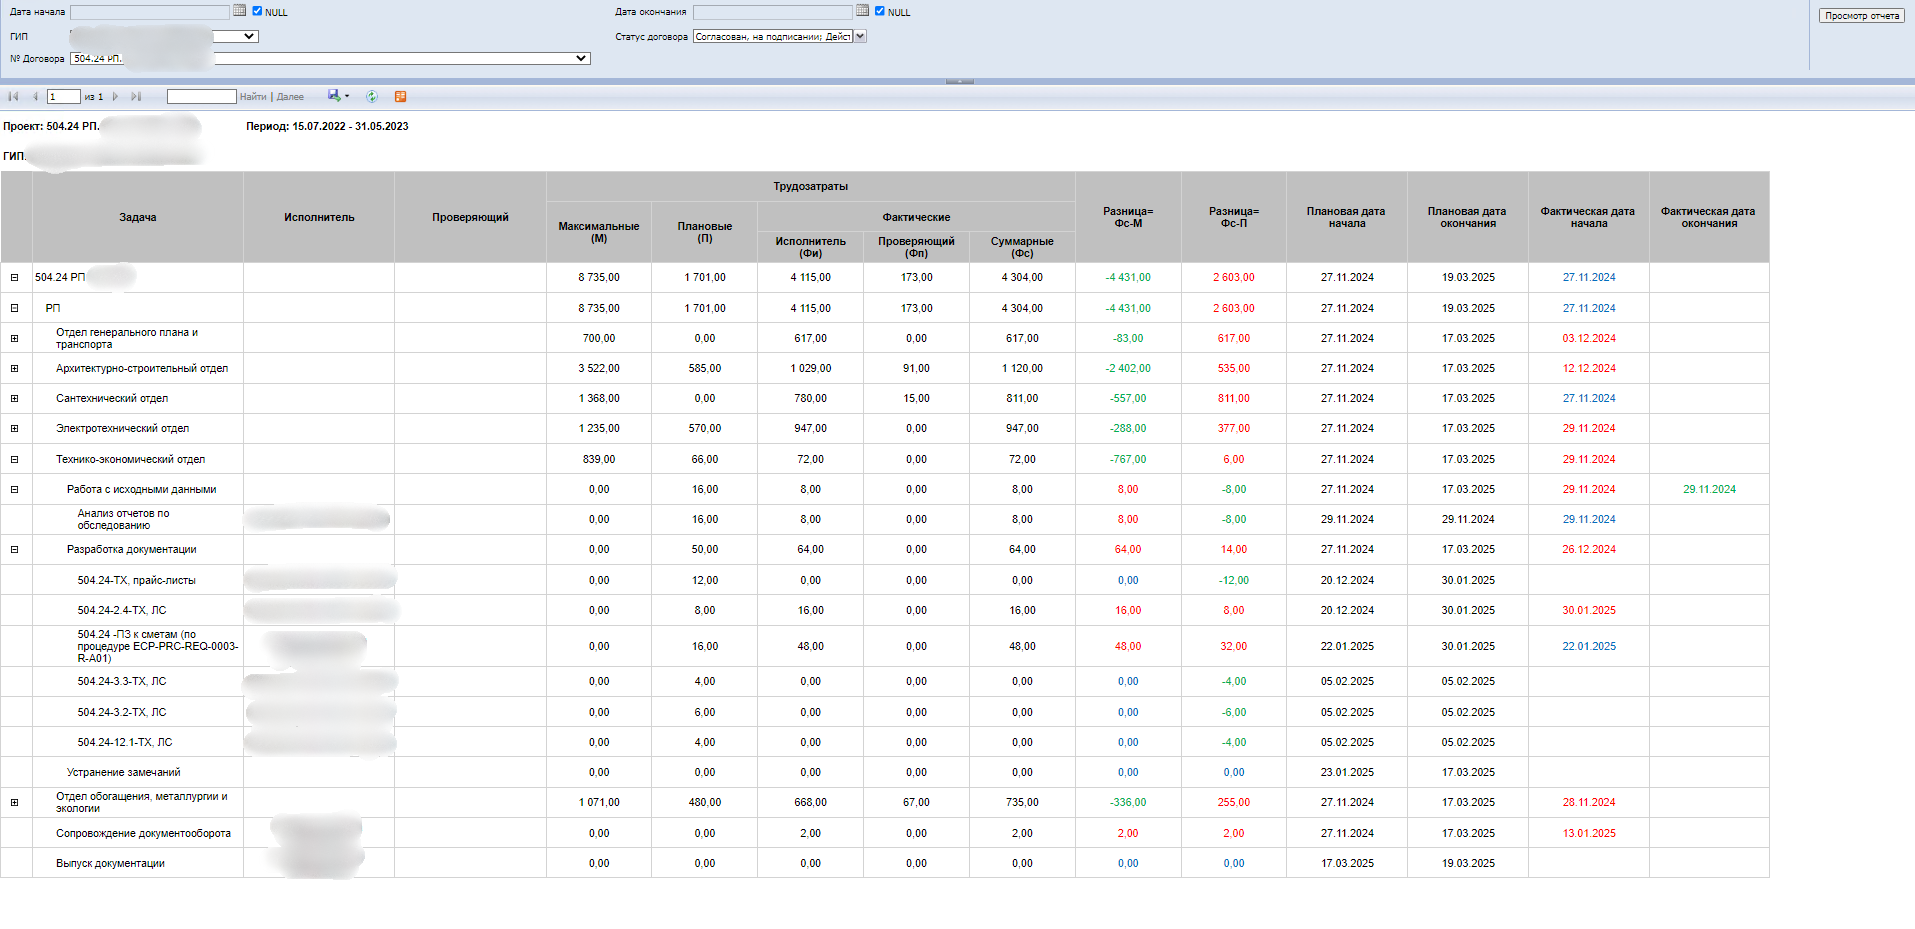 Дата начала NULL Дата окончания NULL Просмотр отчета
ГИП Статус договора Согласован, на подписании; Дейст
№ Договора 504.24 РП.
1 из 1 Найти | Далее
Проект: 504.24 РП. Период: 15.07.2022 - 31.05.2023
ГИП:
Трудозатраты
Задача Исполнитель Проверяющий Максимальные (М) Плановые (П) Фактические Разница= Фс-М Разница= Фс-П Плановая дата начала Плановая дата окончания Фактическая дата начала Фактическая дата окончания
Исполнитель (Фи) Проверяющий (Фп) Суммарные (Фс)
504.24 РП 8 735,00 1 701,00 4 115,00 173,00 4 304,00 -4 431,00 2 603,00 27.11.2024 19.03.2025 27.11.2024
РП 8 735,00 1 701,00 4 115,00 173,00 4 304,00 -4 431,00 2 603,00 27.11.2024 19.03.2025 27.11.2024
Отдел генерального плана и транспорта 700,00 0,00 617,00 0,00 617,00 -83,00 617,00 27.11.2024 17.03.2025 03.12.2024
Архитектурно-строительный отдел 3 522,00 585,00 1 029,00 91,00 1 120,00 -2 402,00 535,00 27.11.2024 17.03.2025 12.12.2024
Сантехнический отдел 1 368,00 0,00 780,00 15,00 811,00 -557,00 811,00 27.11.2024 17.03.2025 27.11.2024
Электротехнический отдел 1 235,00 570,00 947,00 0,00 947,00 -288,00 377,00 27.11.2024 17.03.2025 29.11.2024
Технико-экономический отдел 839,00 66,00 72,00 0,00 72,00 -767,00 6,00 27.11.2024 17.03.2025 29.11.2024
Работа с исходными данными 0,00 16,00 8,00 0,00 8,00 8,00 -8,00 27.11.2024 17.03.2025 29.11.2024 29.11.2024
Анализ отчетов по обследованию 0,00 16,00 8,00 0,00 8,00 8,00 -8,00 29.11.2024 29.11.2024 29.11.2024
Разработка документации 0,00 50,00 64,00 0,00 64,00 64,00 14,00 27.11.2024 17.03.2025 26.12.2024
504.24-ТХ, прайс-листы 0,00 12,00 0,00 0,00 0,00 0,00 -12,00 20.12.2024 30.01.2025
504.24-2.4-ТХ, ЛС 0,00 8,00 16,00 0,00 16,00 16,00 8,00 20.12.2024 30.01.2025 30.01.2025
504.24 -ПЗ к сметам (по процедуре ECP-PRC-REQ-0003-R-A01) 0,00 16,00 48,00 0,00 48,00 48,00 32,00 22.01.2025 30.01.2025 22.01.2025
504.24-3.3-ТХ, ЛС 0,00 4,00 0,00 0,00 0,00 0,00 -4,00 05.02.2025 05.02.2025
504.24-3.2-ТХ, ЛС 0,00 6,00 0,00 0,00 0,00 0,00 -6,00 05.02.2025 05.02.2025
504.24-12.1-ТХ, ЛС 0,00 4,00 0,00 0,00 0,00 0,00 -4,00 05.02.2025 05.02.2025
Устранение замечаний 0,00 0,00 0,00 0,00 0,00 0,00 0,00 23.01.2025 17.03.2025
Отдел обогащения, металлургии и экологии 1 071,00 480,00 668,00 67,00 735,00 -336,00 255,00 27.11.2024 17.03.2025 28.11.2024
Сопровождение документооборота 0,00 0,00 2,00 0,00 2,00 2,00 2,00 27.11.2024 17.03.2025 13.01.2025
Выпуск документации 0,00 0,00 0,00 0,00 0,00 0,00 0,00 17.03.2025 19.03.2025